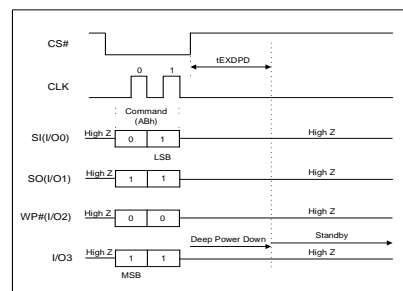 CS#
tEXDPD
0 1
CLK
Command
(ABh)
High Z High Z
SI(I/O0) 0 1
LSB
High Z High Z
SO(I/O1) 1 1
High Z High Z
WP#(I/O2) 0 0
Deep Power Down Standby
High Z High Z
I/O3 1 1
MSB